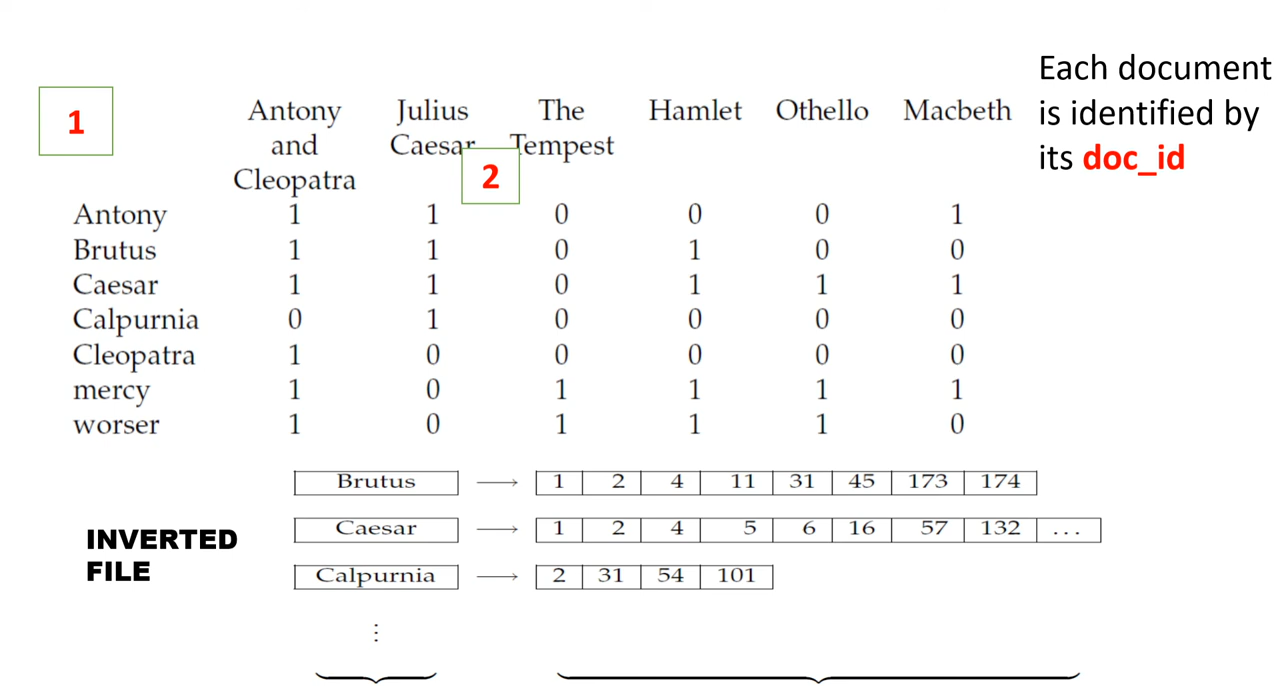 Each document
is identified by
its doc_id
1
Antony Julius The Hamlet Othello Macbeth
and Caesar Tempest
Cleopatra
2
Antony 1 1 0 0 0 1
Brutus 1 1 0 1 0 0
Caesar 1 1 0 1 1 1
Calpurnia 0 1 0 0 0 0
Cleopatra 1 0 0 0 0 0
mercy 1 0 1 1 1 1
worser 1 0 1 1 1 0
Brutus → 1 2 4 11 31 45 173 174
INVERTED
FILE
Caesar → 1 2 4 5 6 16 57 132 ...
Calpurnia → 2 31 54 101
⋮